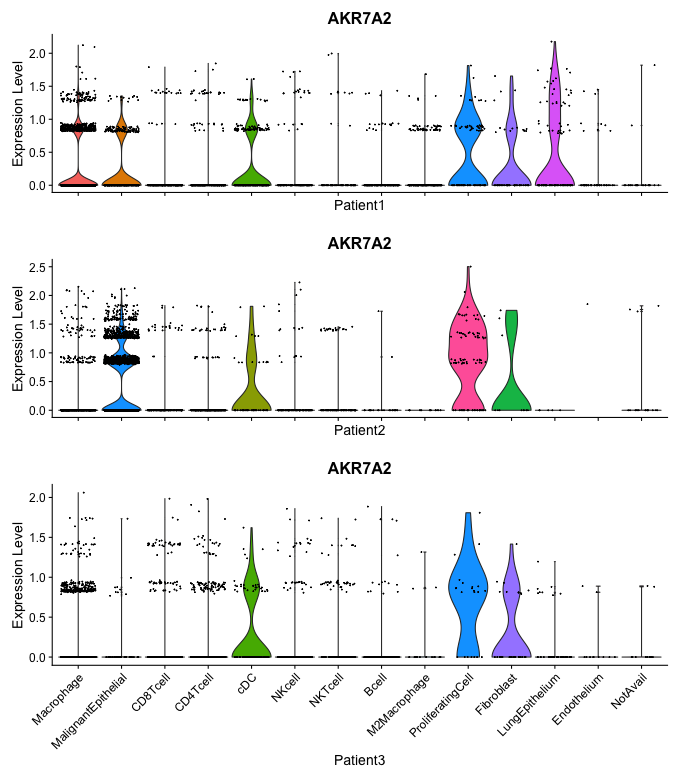 AKR7A2
Expression Level
2.0
1.5
1.0
0.5
0.0
Patient1
AKR7A2
Expression Level
2.5
2.0
1.5
1.0
0.5
0.0
Patient2
AKR7A2
Expression Level
2.0
1.5
1.0
0.5
0.0
Macrophage
MalignantEpithelial
CD8Tcell
CD4Tcell
cDC
NKcell
NKTcell
Bcell
M2Macrophage
ProliferatingCell
Fibroblast
LungEpithelium
Endothelium
NotAvail
Patient3